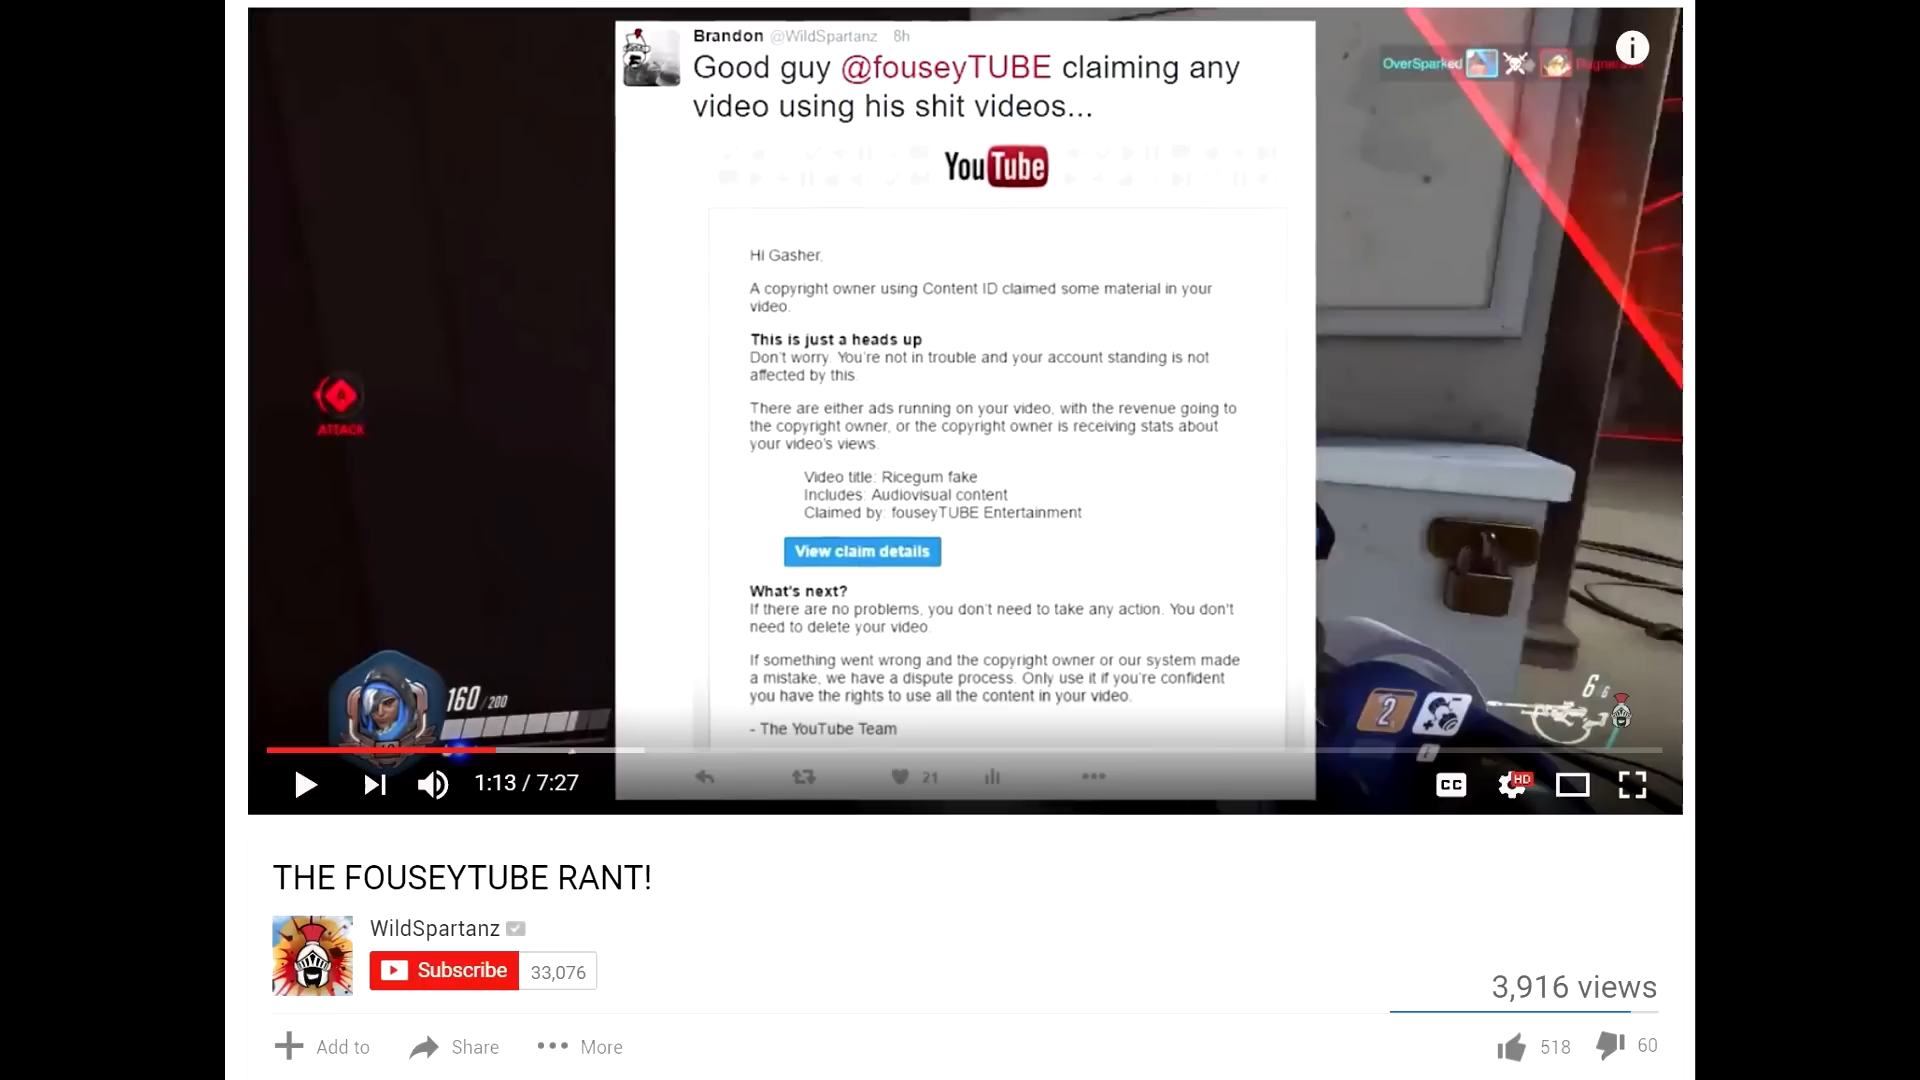 Brandon @WildSpartanz 8h
Good guy @fouseyTUBE claiming any
video using his shit videos...
YouTube
OverSparked
Hi Gasher,
A copyright owner using Content ID claimed some material in your
video.
This is just a heads up
Don't worry. You're not in trouble and your account standing is not
affected by this.
ATTACK
There are either ads running on your video, with the revenue going to
the copyright owner, or the copyright owner is receiving stats about
your video's views.
Video title: Ricegum fake
Includes: Audiovisual content
Claimed by: fouseyTUBE Entertainment
View claim details
What's next?
If there are no problems, you don't need to take any action. You don't
need to delete your video.
If something went wrong and the copyright owner or our system made
a mistake, we have a dispute process. Only use it if you're confident
you have the rights to use all the content in your video.
- The YouTube Team
160/200
2
6
21
1:13 / 7:27
CC
HD
THE FOUSEYTUBE RANT!
WildSpartanz
Subscribe 33,076
3,916 views
Add to Share More
518 60